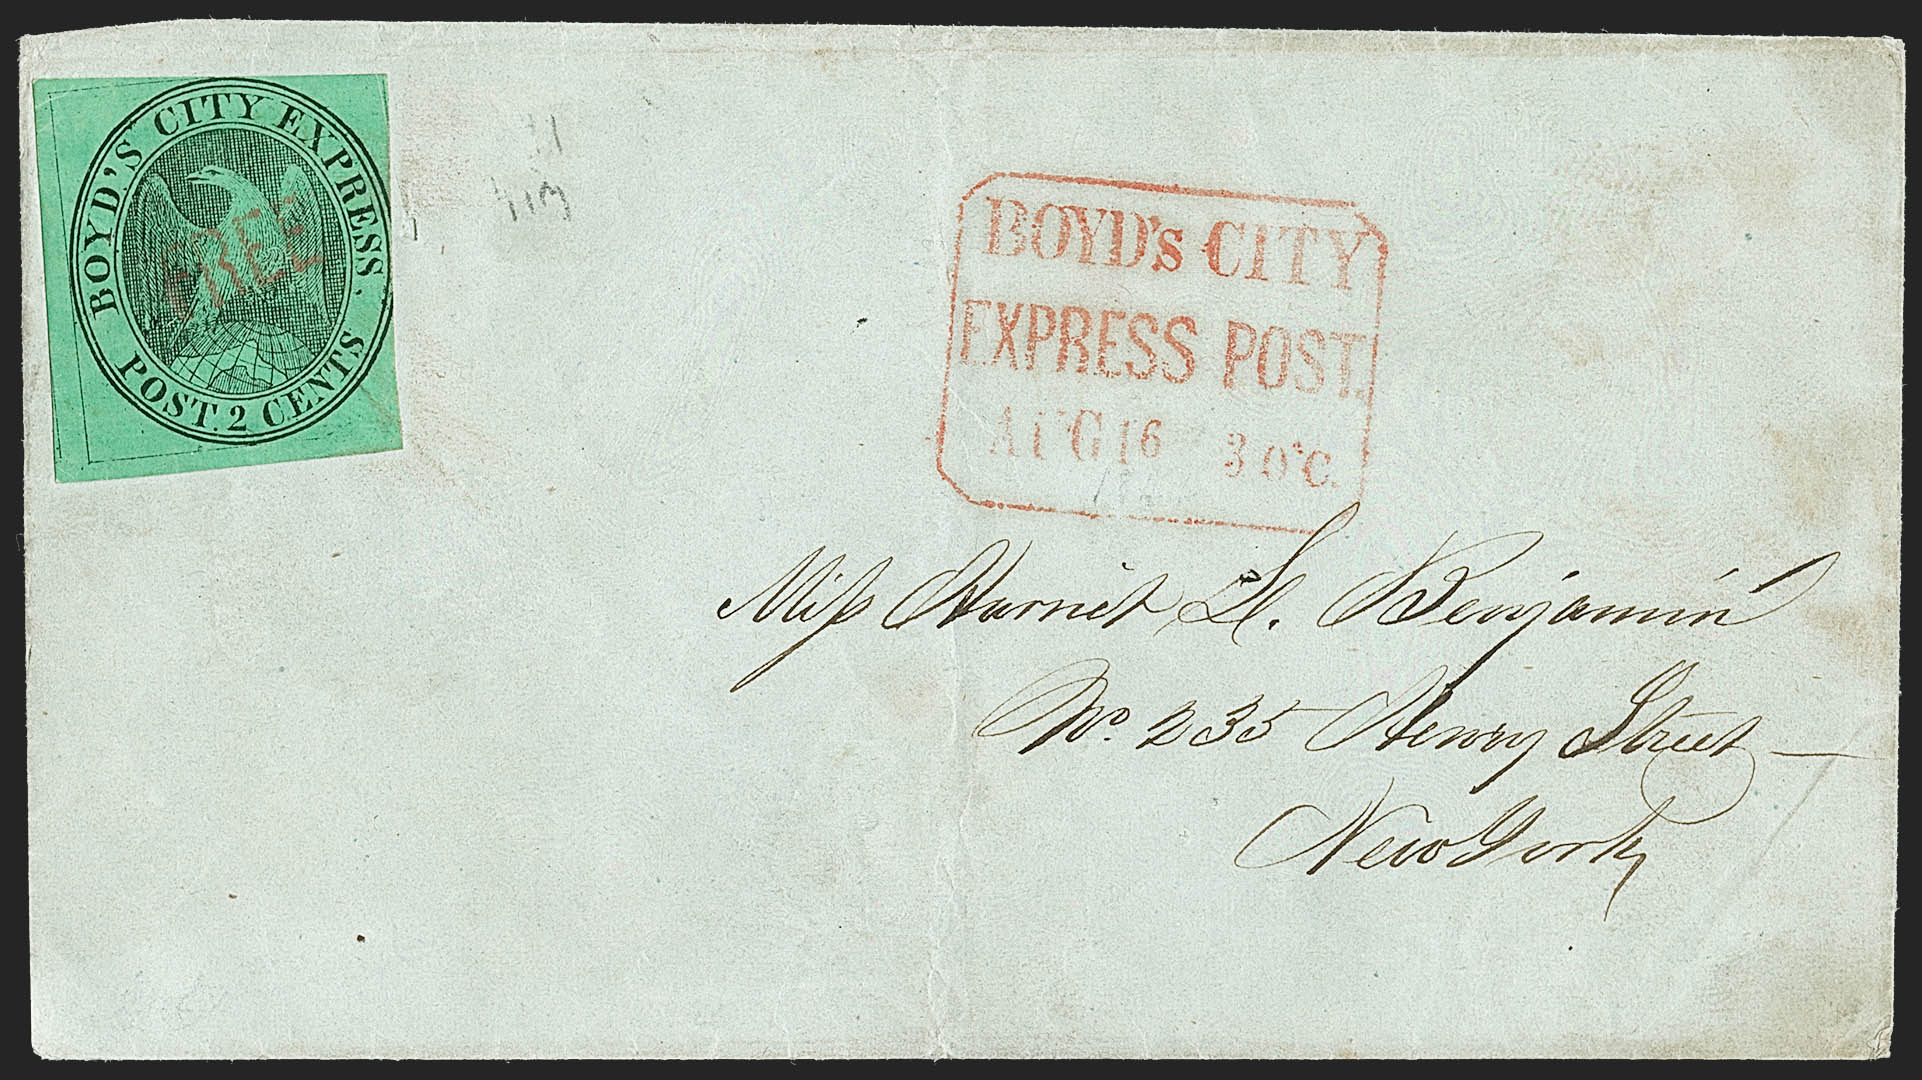 BOYD'S CITY EXPRESS.
POST. 2 CENTS
FREE
BOYD's CITY
EXPRESS POST.
AUG 16 3 O'C.
Miss Harriet L. Benjamin
No. 235 Henry Street
New York